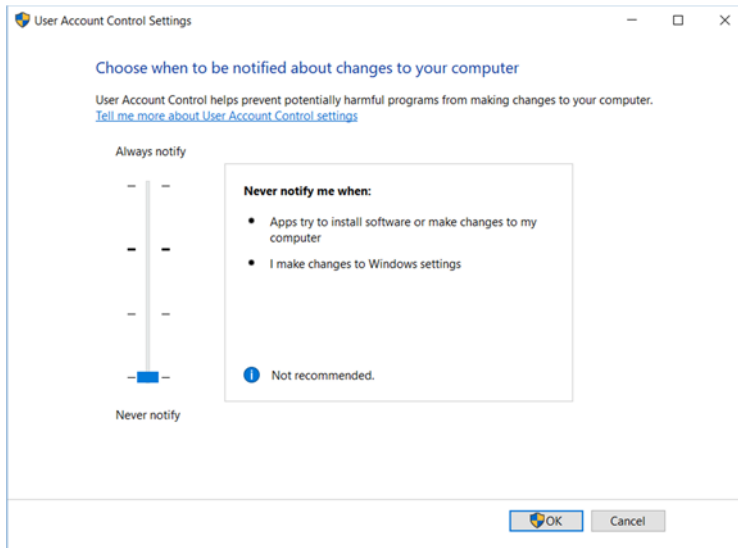 User Account Control Settings
Choose when to be notified about changes to your computer
User Account Control helps prevent potentially harmful programs from making changes to your computer.
Tell me more about User Account Control settings
Always notify
Never notify me when:
Apps try to install software or make changes to my
computer
I make changes to Windows settings
Not recommended.
Never notify
OK
Cancel